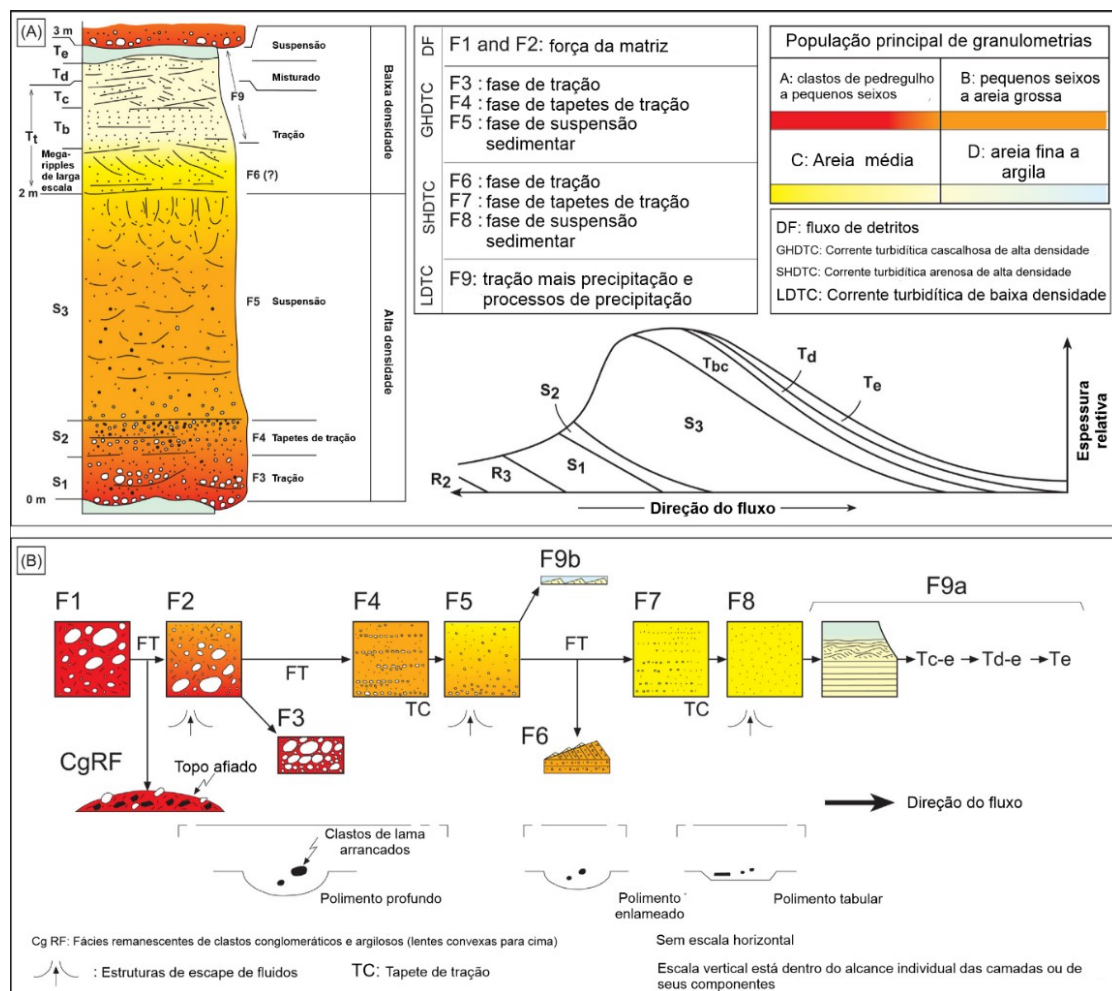 (A)
3 m
Te
Td
Tc
Tt
Tb
Mega-
ripples
de larga
escala
2 m
S3
S2
S1
0 m
Suspensão
Misturado
F9
Tração
F6 (?)
F5
Suspensão
F4
Tapetes de tração
F3
Tração
Baixa densidade
Alta densidade
DF
F1 and F2: força da matriz
GHDTC
F3 : fase de tração
F4 : fase de tapetes de tração
F5 : fase de suspensão
sedimentar
SHDTC
F6 : fase de tração
F7 : fase de tapetes de tração
F8 : fase de suspensão
sedimentar
LDTC
F9: tração mais precipitação e
processos de precipitação
População principal de granulometrias
A: clastos de pedregulho
a pequenos seixos
B: pequenos seixos
a areia grossa
C: Areia média
D: areia fina a
argila
DF: fluxo de detritos
GHDTC: Corrente turbidítica cascalhosa de alta densidade
SHDTC: Corrente turbidítica arenosa de alta densidade
LDTC: Corrente turbidítica de baixa densidade
R2
R3
S1
S2
S3
Tbc
Td
Te
Espessura
relativa
Direção do fluxo
(B)
F1
FT
F2
FT
F4
F5
F9b
FT
F7
F8
F9a
Tc-e
Td-e
Te
TC
TC
F3
F6
CgRF
Topo afiado
Direção do fluxo
Clastos de lama
arrancados
Polimento profundo
Polimento
enlameado
Polimento tabular
Cg RF: Fácies remanescentes de clastos conglomeráticos e argilosos (lentes convexas para cima)
Sem escala horizontal
: Estruturas de escape de fluidos
TC: Tapete de tração
Escala vertical está dentro do alcance individual das camadas ou de
seus componentes